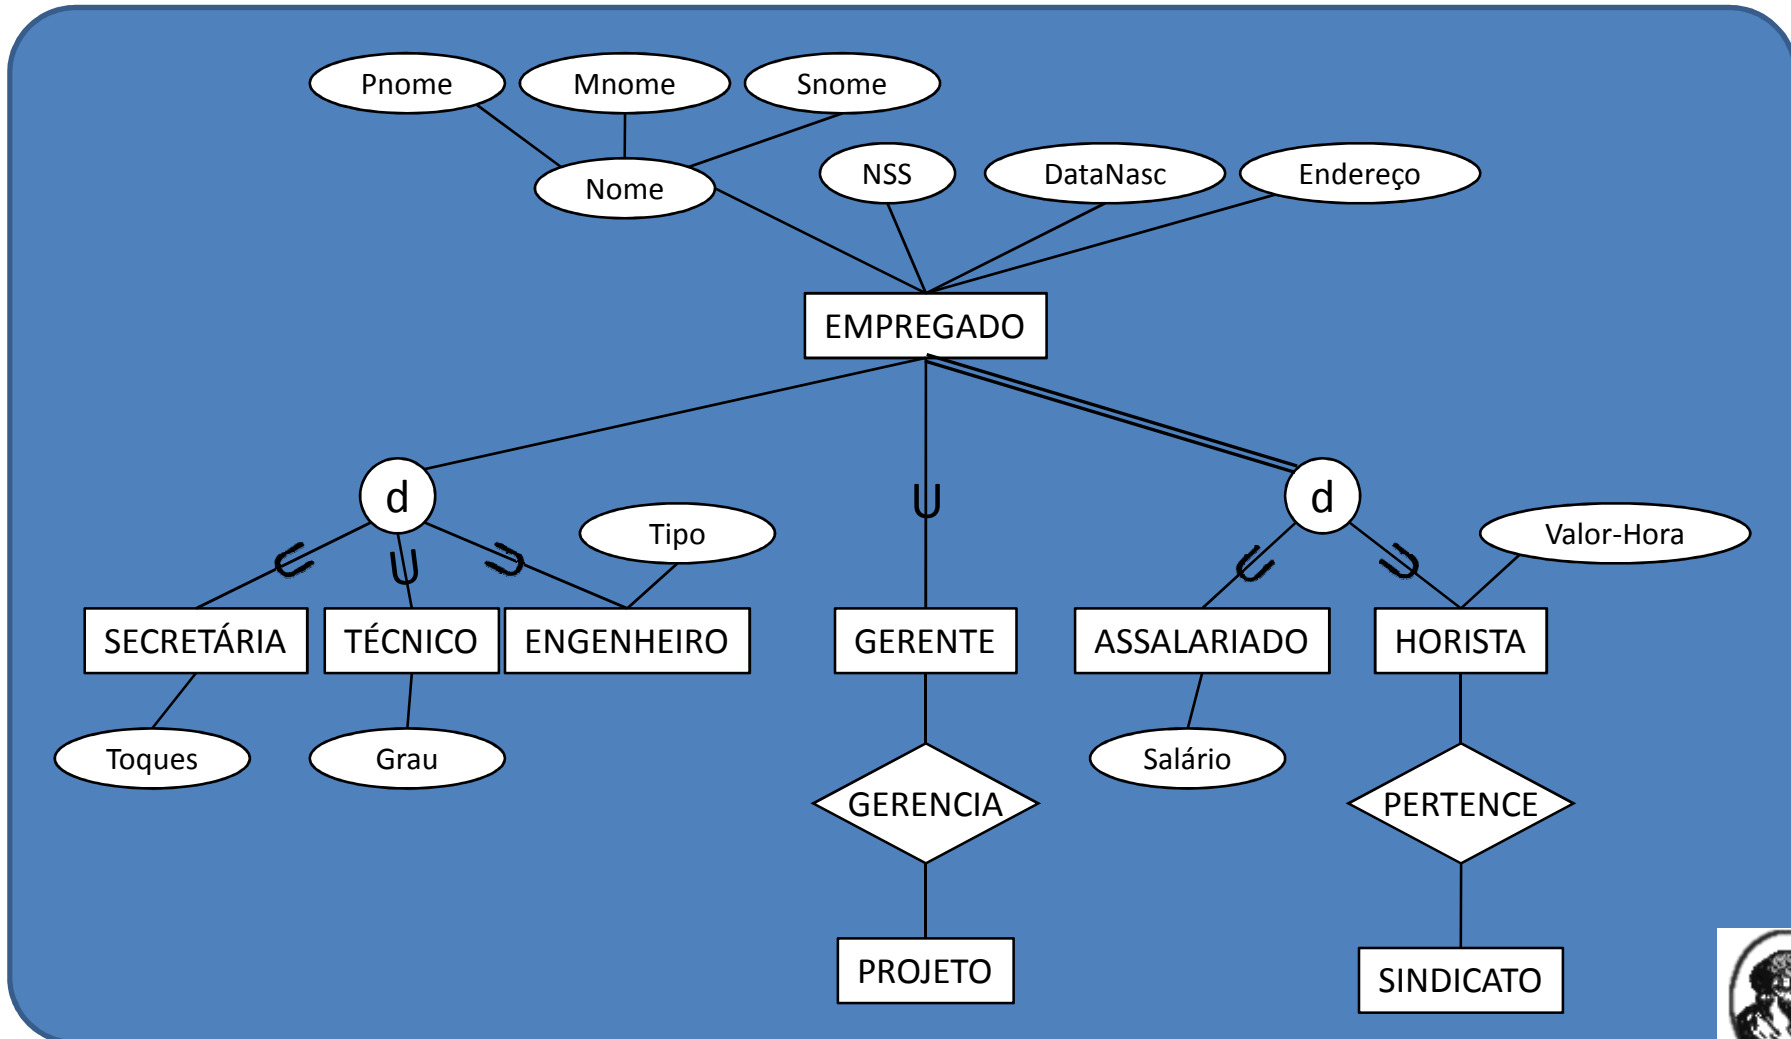 Pnome
Mnome
Snome
Nome
NSS
DataNasc
Endereço
EMPREGADO
d
d
Tipo
Valor-Hora
SECRETÁRIA
TÉCNICO
ENGENHEIRO
GERENTE
ASSALARIADO
HORISTA
Toques
Grau
Salário
GERENCIA
PERTENCE
PROJETO
SINDICATO